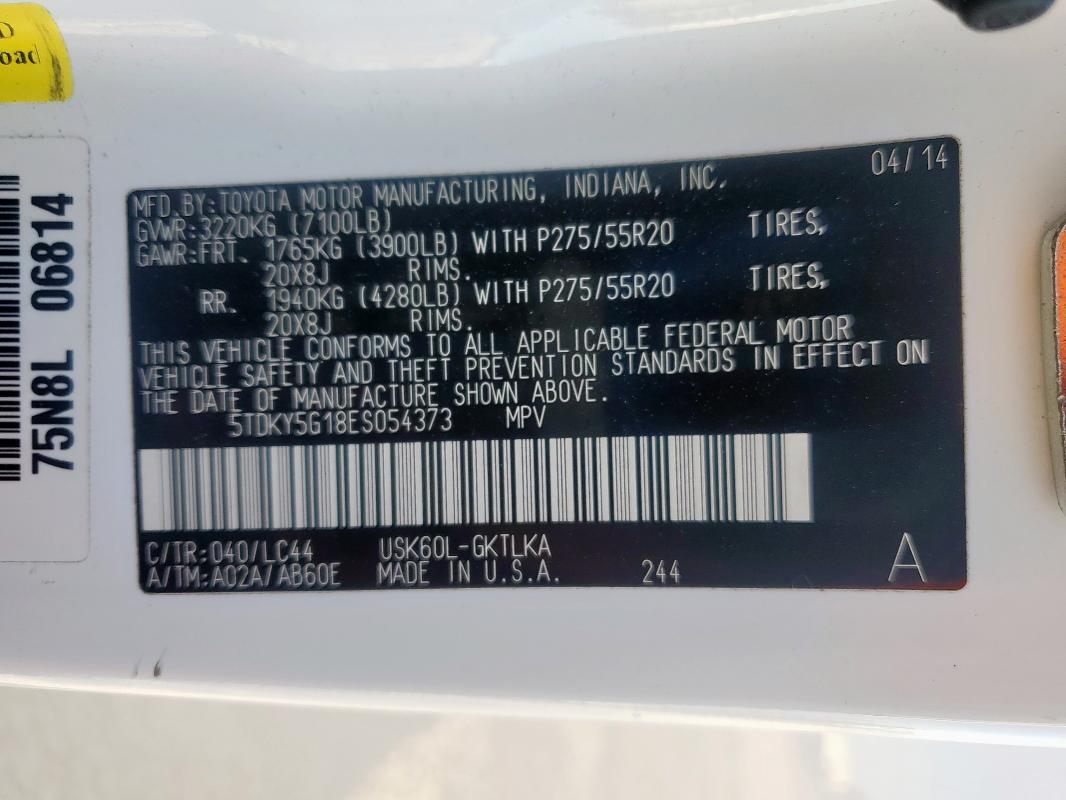 D
oad
75N8L 06814
04/14
MFD.BY:TOYOTA MOTOR MANUFACTURING, INDIANA, INC.
GVWR:3220KG (7100LB)
GAWR:FRT. 1765KG (3900LB) WITH P275/55R20 TIRES,
20X8J RIMS.
RR. 1940KG (4280LB) WITH P275/55R20 TIRES,
20X8J RIMS.
THIS VEHICLE CONFORMS TO ALL APPLICABLE FEDERAL MOTOR
VEHICLE SAFETY AND THEFT PREVENTION STANDARDS IN EFFECT ON
THE DATE OF MANUFACTURE SHOWN ABOVE.
5TDKY5G18ES054373 MPV
C/TR:040/LC44 USK60L-GKTLKA
A/TM:A02A/AB60E MADE IN U.S.A. 244 A